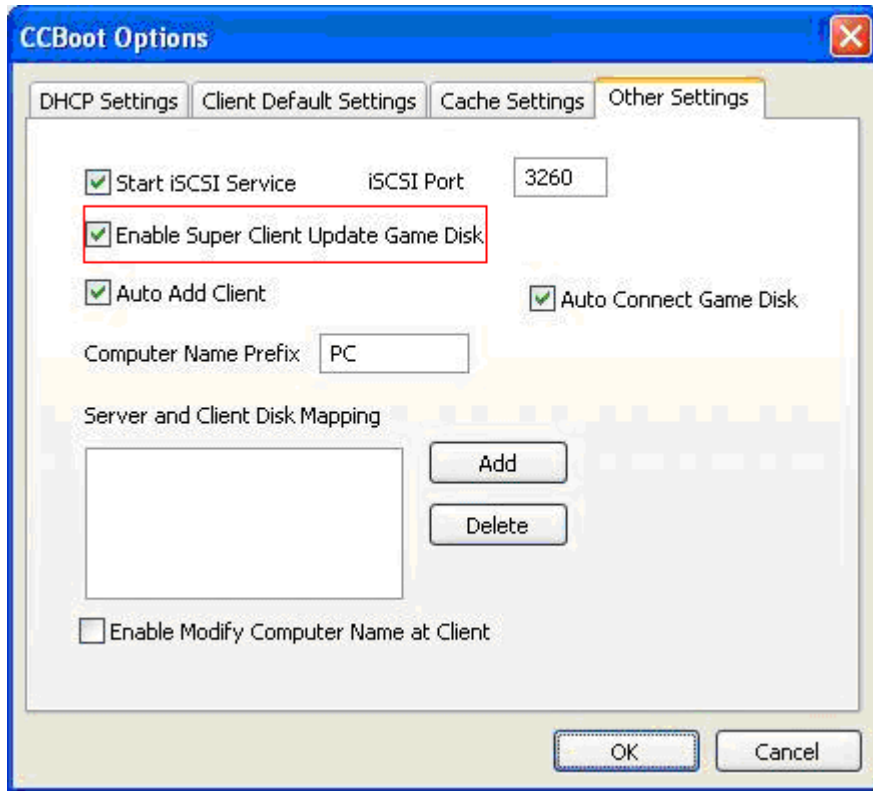 CCBoot Options
DHCP Settings Client Default Settings Cache Settings Other Settings
Start iSCSI Service iSCSI Port 3260
Enable Super Client Update Game Disk
Auto Add Client Auto Connect Game Disk
Computer Name Prefix PC
Server and Client Disk Mapping
Add
Delete
Enable Modify Computer Name at Client
OK Cancel